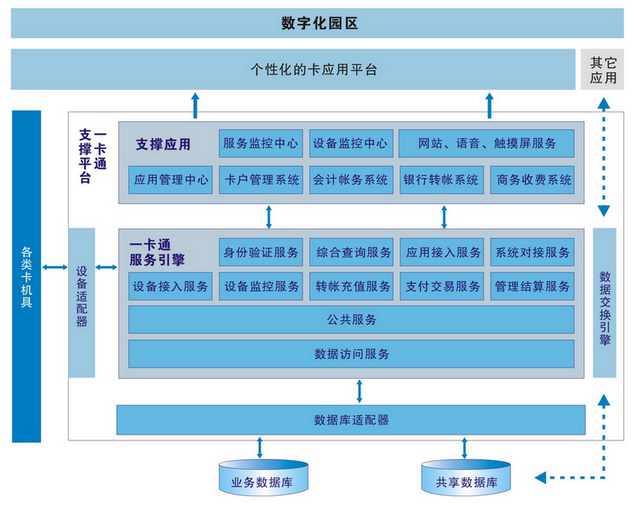 数字化园区
个性化的卡应用平台
其它
应用
一卡通
支撑平台
支撑应用
服务监控中心
设备监控中心
网站、语音、触摸屏服务
应用管理中心
卡户管理系统
会计帐务系统
银行转帐系统
商务收费系统
各类卡机具
设备适配器
一卡通
服务引擎
身份验证服务
综合查询服务
应用接入服务
系统对接服务
设备接入服务
设备监控服务
转帐充值服务
支付交易服务
管理结算服务
公共服务
数据访问服务
数据交换引擎
数据库适配器
业务数据库
共享数据库